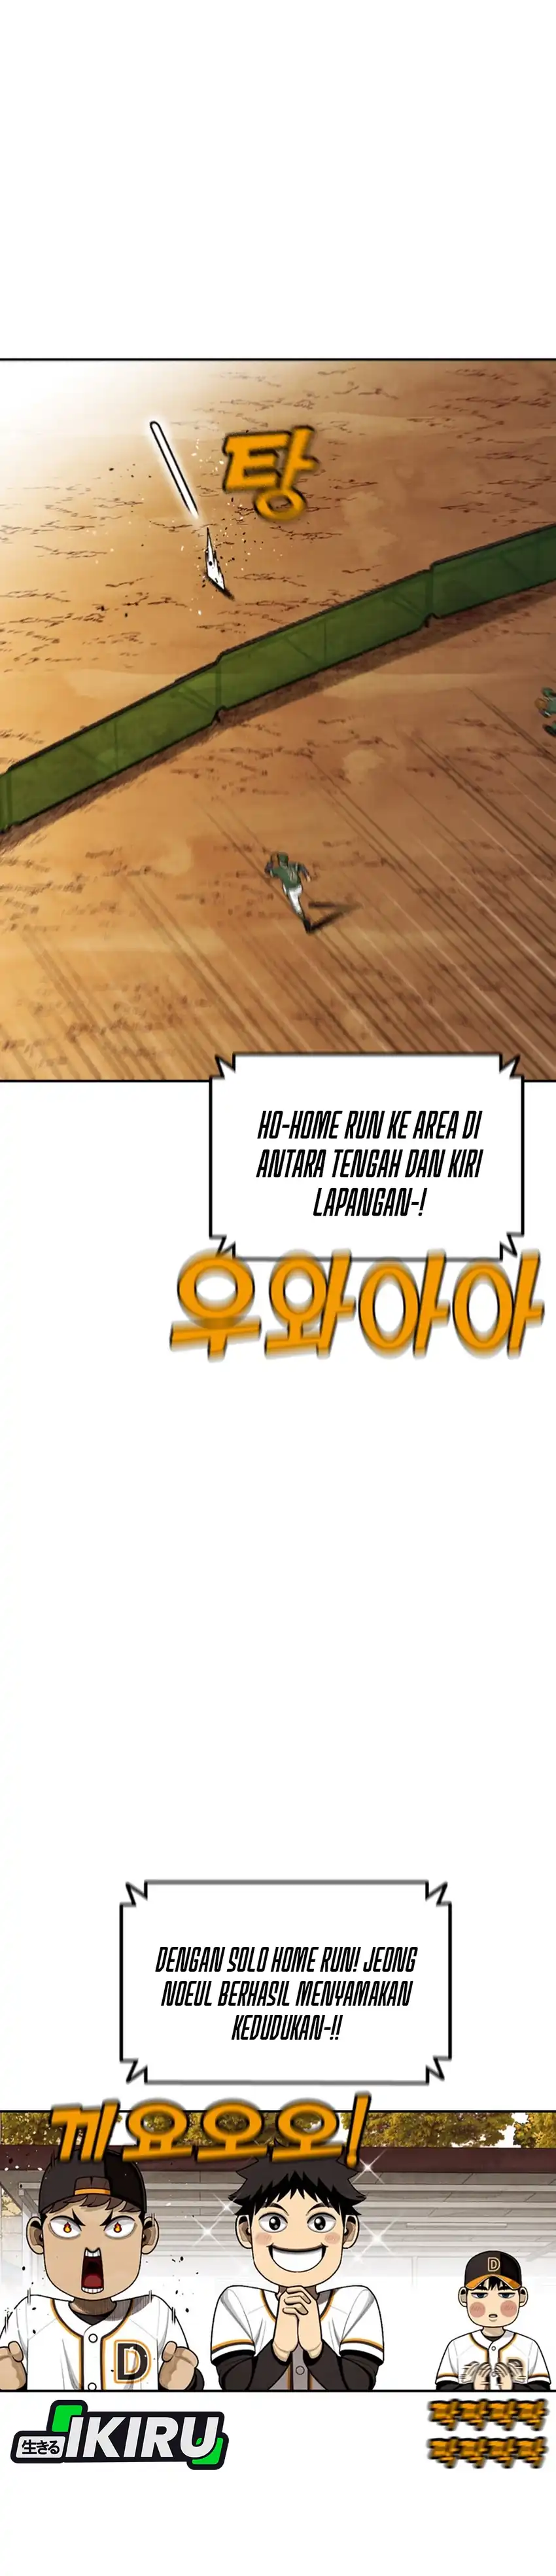 탕
HO-HOME RUN KE AREA DI
ANTARA TENGAH DAN KIRI
LAPANGAN-!
우와아아
DENGAN SOLO HOME RUN! JEONG
NOEUL BERHASIL MENYAMAKAN
KEDUDUKAN-!!
끼요오오!
D
D
生きる IKIRU
짝짝짝짝
짝짝짝짝